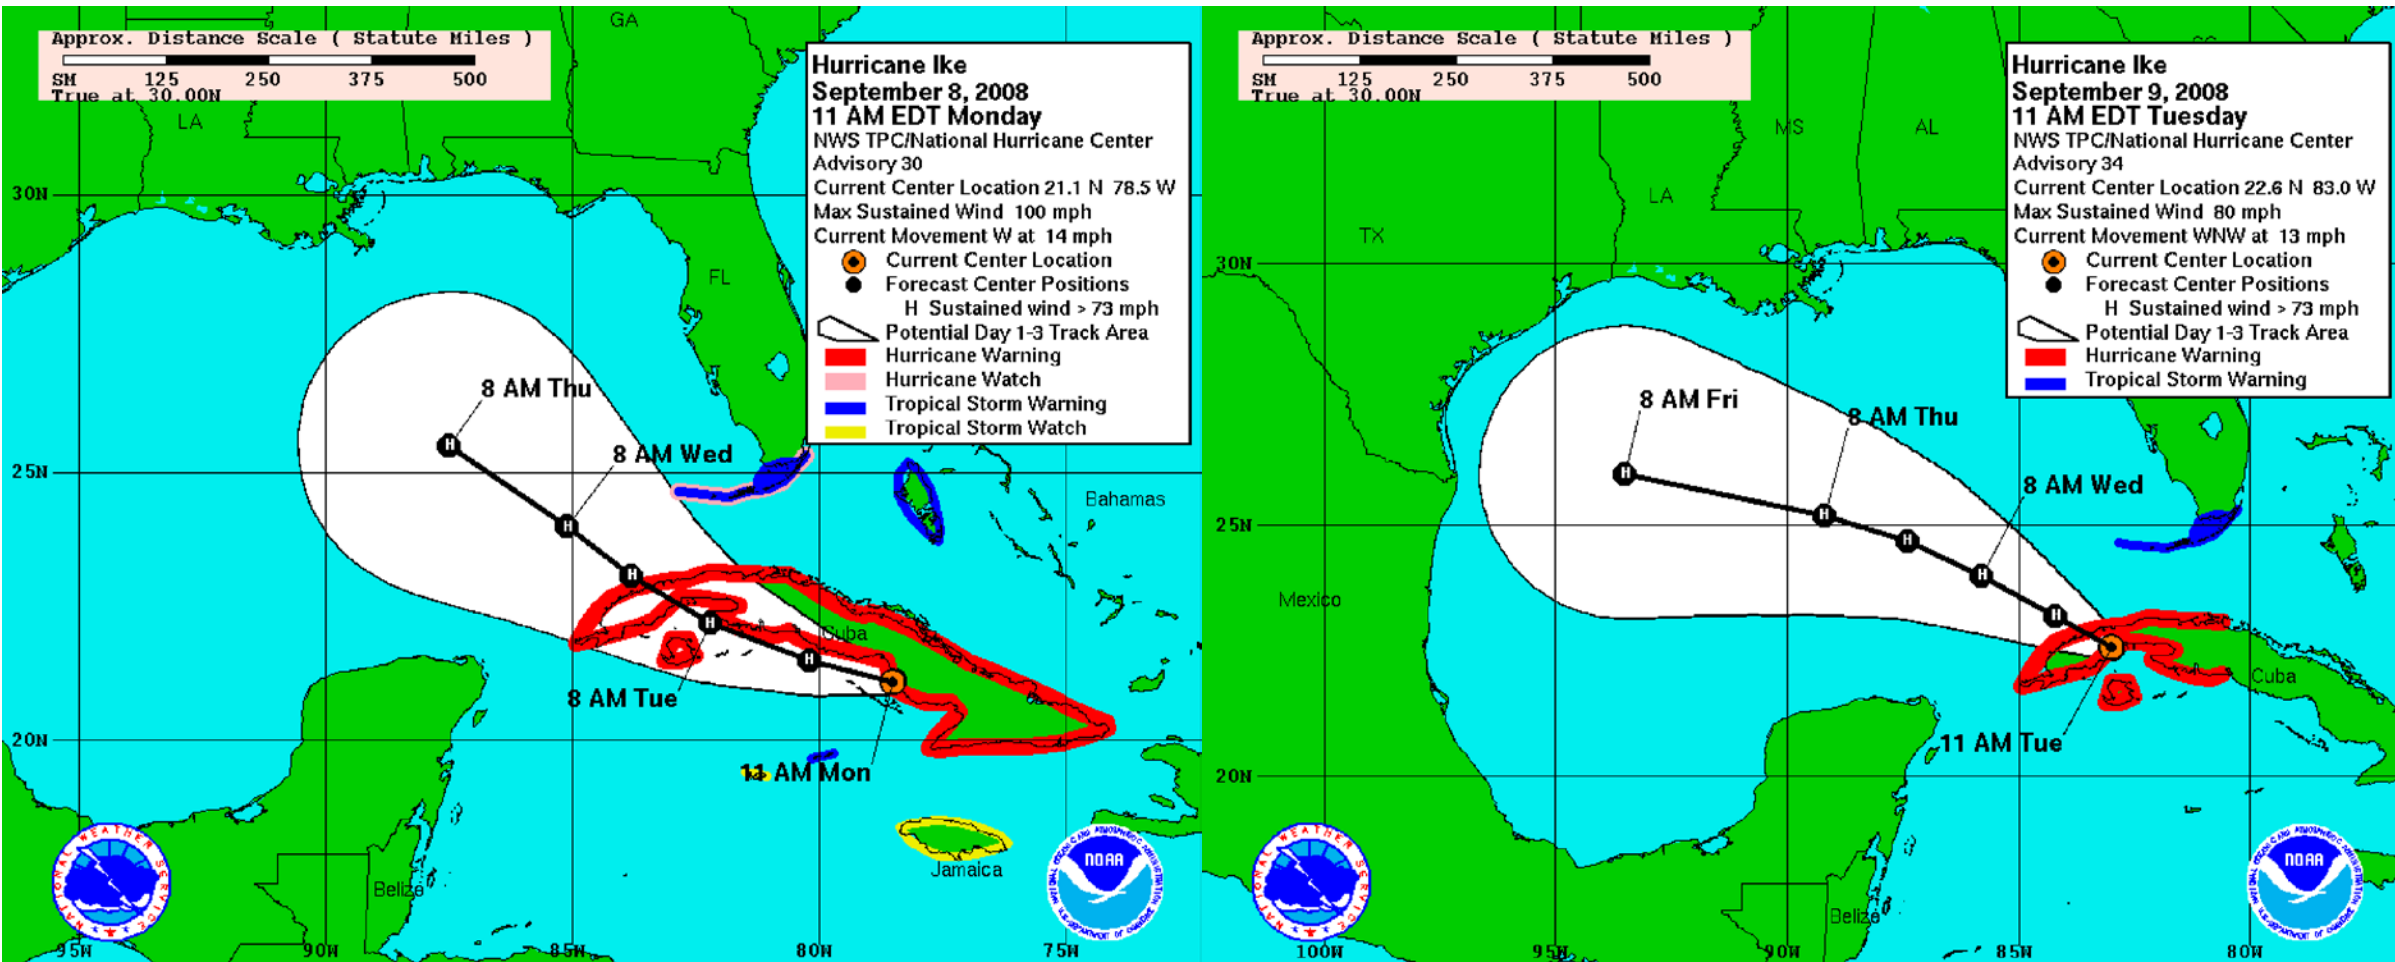 GA
Approx. Distance Scale ( Statute Miles )
SM 125 250 375 500
True at 30.00N
LA
Hurricane Ike
September 8, 2008
11 AM EDT Monday
NWS TPC/National Hurricane Center
Advisory 30
Current Center Location 21.1 N 78.5 W
Max Sustained Wind 100 mph
Current Movement W at 14 mph
Current Center Location
Forecast Center Positions
H Sustained wind > 73 mph
Potential Day 1-3 Track Area
Hurricane Warning
Hurricane Watch
Tropical Storm Warning
Tropical Storm Watch
30N
FL
8 AM Thu
H
8 AM Wed
25N
Bahamas
H
H
H
Cuba
H
8 AM Tue
20N
11 AM Mon
Jamaica
Belize
NATIONAL WEATHER SERVICE
NOAA
95W 90W 85W 80W 75W
Approx. Distance Scale ( Statute Miles )
SM 125 250 375 500
True at 30.00N
MS
AL
LA
TX
Hurricane Ike
September 9, 2008
11 AM EDT Tuesday
NWS TPC/National Hurricane Center
Advisory 34
Current Center Location 22.6 N 83.0 W
Max Sustained Wind 80 mph
Current Movement WNW at 13 mph
Current Center Location
Forecast Center Positions
H Sustained wind > 73 mph
Potential Day 1-3 Track Area
Hurricane Warning
Tropical Storm Warning
30N
8 AM Fri
8 AM Thu
H
8 AM Wed
H
25N
H
H
Mexico
H
Cuba
11 AM Tue
20N
Belize
NATIONAL WEATHER SERVICE
NOAA
100W 95W 90W 85W 80W